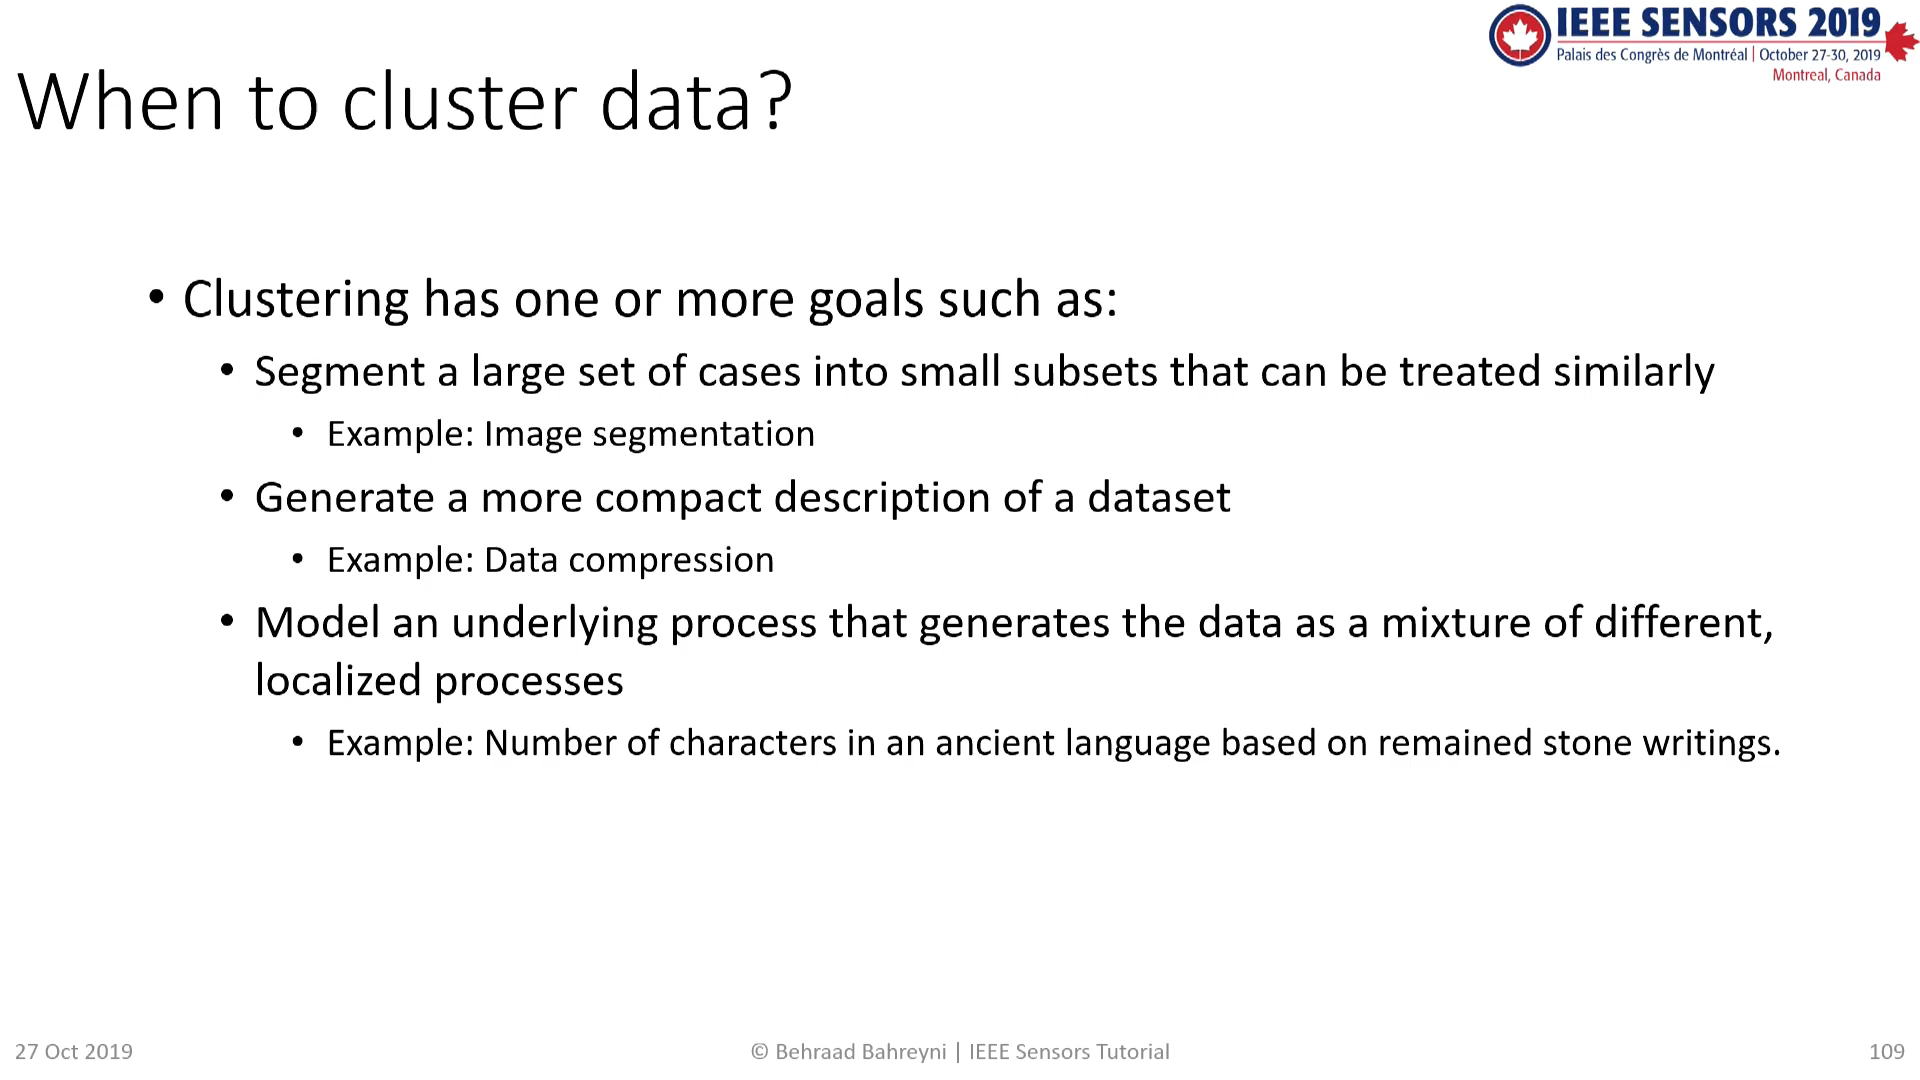 IEEE SENSORS 2019
Palais des Congrès de Montréal | October 27-30, 2019
Montreal, Canada
When to cluster data?
• Clustering has one or more goals such as:
• Segment a large set of cases into small subsets that can be treated similarly
• Example: Image segmentation
• Generate a more compact description of a dataset
• Example: Data compression
• Model an underlying process that generates the data as a mixture of different,
localized processes
• Example: Number of characters in an ancient language based on remained stone writings.
27 Oct 2019
© Behraad Bahreyni | IEEE Sensors Tutorial
109